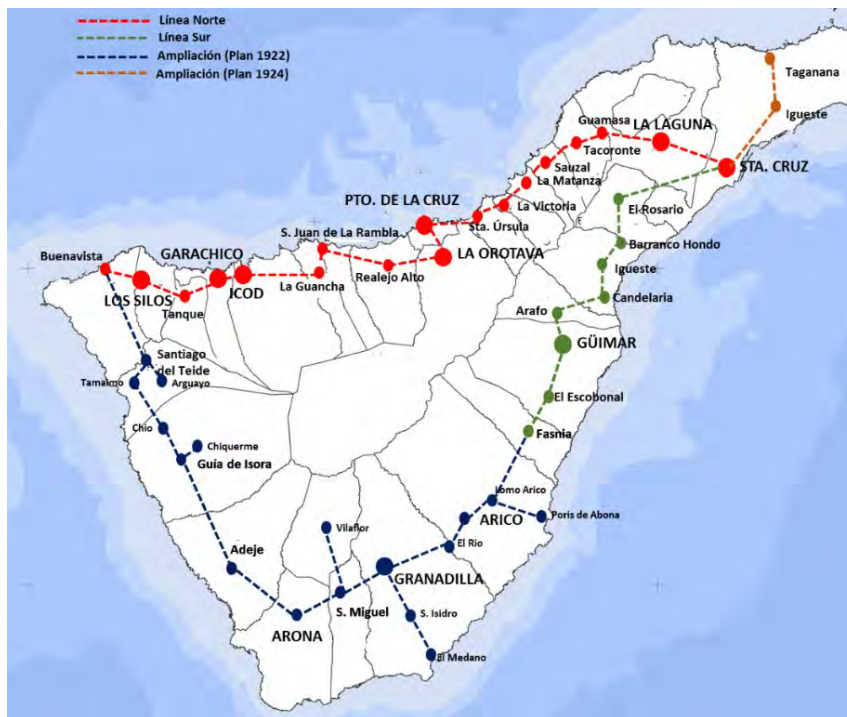 Línea Norte
Línea Sur
Ampliación (Plan 1922)
Ampliación (Plan 1924)
Taganana
Igueste
Guamasa
LA LAGUNA
Tacoronte
STA. CRUZ
Sauzal
La Matanza
PTO. DE LA CRUZ
La Victoria
El Rosario
Sta. Úrsula
S. Juan de La Rambla
Barranco Hondo
Buenavista
GARACHICO
LA OROTAVA
Igueste
La Guancha
Realejo Alto
ICOD
LOS SILOS
Tanque
Candelaria
Arafo
GÜIMAR
Santiago
del Teide
Tamaimo
Arguayo
El Escobonal
Chio
Fasnia
Chiquerme
Guía de Isora
Lomo Arico
Vilaflor
ARICO
Poris de Abona
El Rio
Adeje
GRANADILLA
S. Miguel
S. Isidro
ARONA
El Medano